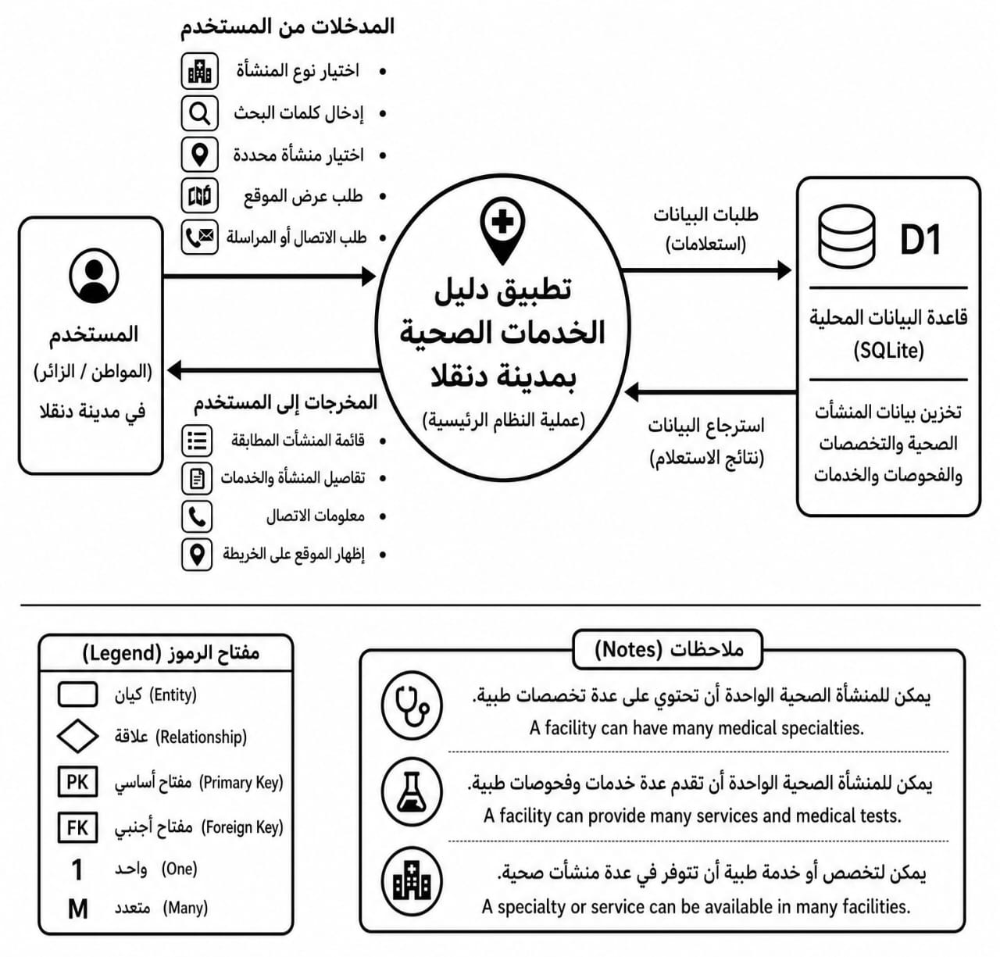 المدخلات من المستخدم
• اختيار نوع المنشأة
• إدخال كلمات البحث
• اختيار منشأة محددة
• طلب عرض الموقع
• طلب الاتصال أو المراسلة
المستخدم
(المواطن / الزائر)
في مدينة دنقلا
تطبيق دليل
الخدمات الصحية
بمدينة دنقلا
(عملية النظام الرئيسية)
طلبات البيانات
(استعلامات)
استرجاع البيانات
(نتائج الاستعلام)
D1
قاعدة البيانات المحلية
(SQLite)
تخزين بيانات المنشأت
الصحية والتخصصات
والفحوصات والخدمات
المخرجات إلى المستخدم
• قائمة المنشأت المطابقة
• تفاصيل المنشأة والخدمات
• معلومات الاتصال
• إظهار الموقع على الخريطة
مفتاح الرموز (Legend)
كيان (Entity)
علاقة (Relationship)
PK مفتاح أساسي (Primary Key)
FK مفتاح أجنبي (Foreign Key)
1 واحد (One)
M متعدد (Many)
ملاحظات (Notes)
يمكن للمنشأة الصحية الواحدة أن تحتوي على عدة تخصصات طبية.
A facility can have many medical specialties.
يمكن للمنشأة الصحية الواحدة أن تقدم عدة خدمات وفحوصات طبية.
A facility can provide many services and medical tests.
يمكن لتخصص أو خدمة طبية أن تتوفر في عدة منشأت صحية.
A specialty or service can be available in many facilities.